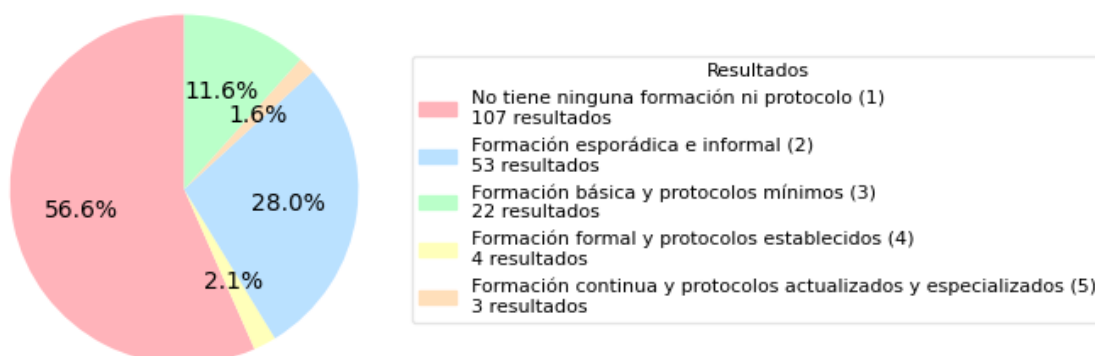 11.6%
1.6%
56.6%
28.0%
2.1%
Resultados
No tiene ninguna formación ni protocolo (1)
107 resultados
Formación esporádica e informal (2)
53 resultados
Formación básica y protocolos mínimos (3)
22 resultados
Formación formal y protocolos establecidos (4)
4 resultados
Formación continua y protocolos actualizados y especializados (5)
3 resultados